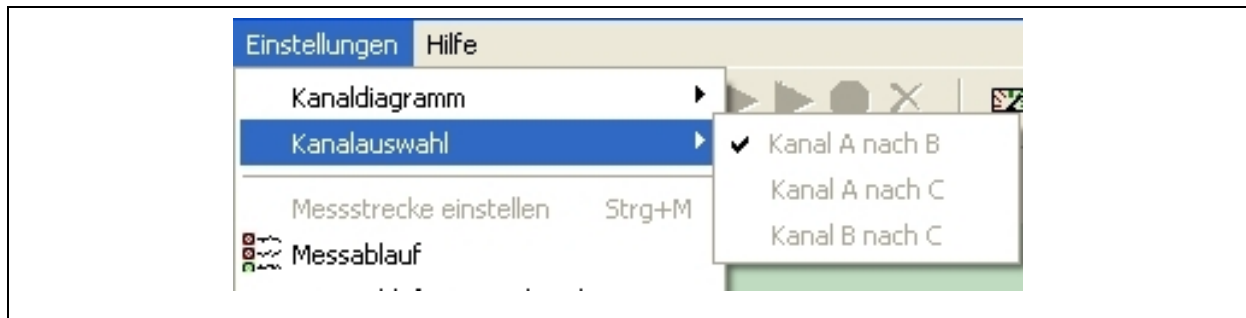 Einstellungen Hilfe
Kanaldiagramm
Kanalauswahl
Kanal A nach B
Kanal A nach C
Kanal B nach C
Messstrecke einstellen Strg+M
Messablauf